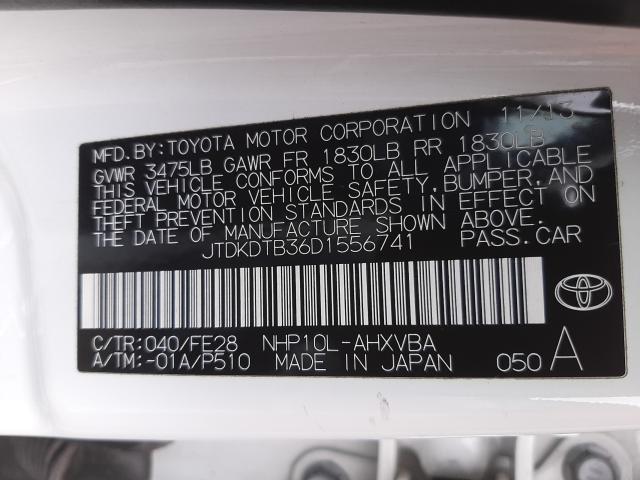 MFD. BY: TOYOTA MOTOR CORPORATION 11/13
GVWR 3475LB GAWR FR 1830LB RR 1830LB
THIS VEHICLE CONFORMS TO ALL APPLICABLE
FEDERAL MOTOR VEHICLE SAFETY, BUMPER, AND
THEFT PREVENTION STANDARDS IN EFFECT ON
THE DATE OF MANUFACTURE SHOWN ABOVE.
JTDKDTB36D1556741 PASS.CAR
C/TR:040/FE28 NHP10L-AHXVBA
A/TM:-01A/P510 MADE IN JAPAN 050 A